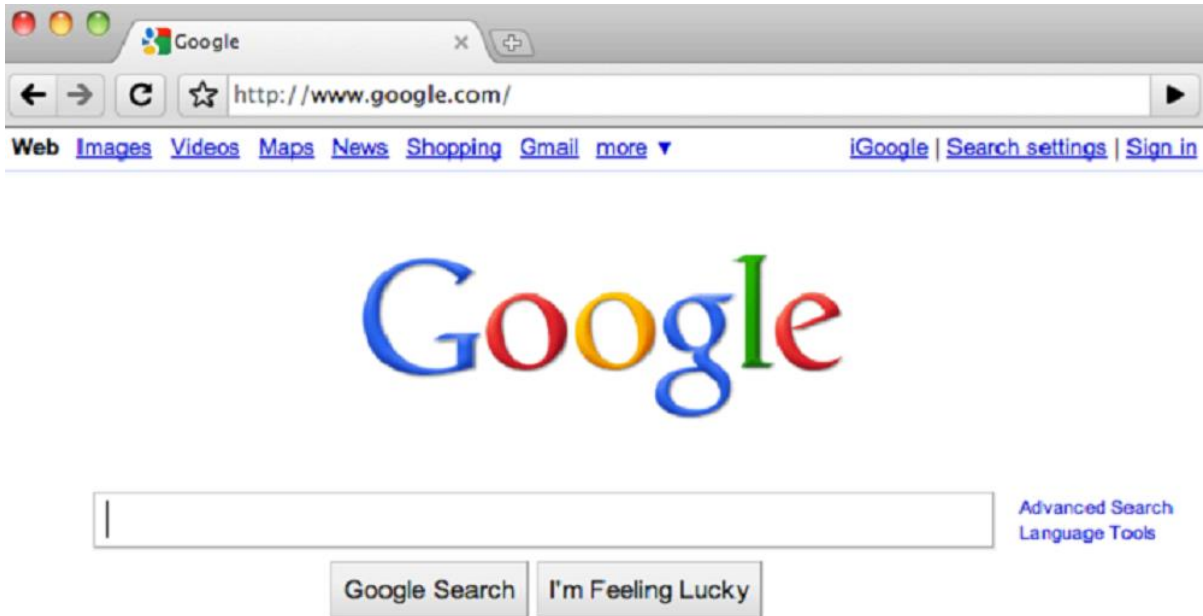 Google
http://www.google.com/
Web Images Videos Maps News Shopping Gmail more ▼ iGoogle | Search settings | Sign in
Google
Advanced Search
Language Tools
Google Search I'm Feeling Lucky